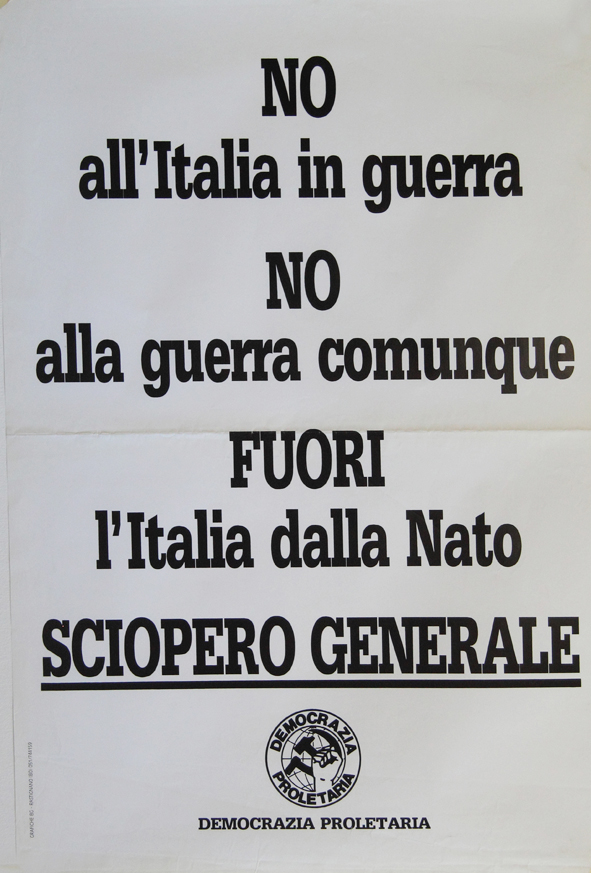 NO
all'Italia in guerra
NO
alla guerra comunque
FUORI
l'Italia dalla Nato
SCIOPERO GENERALE
DEMOCRAZIA
PROLETARIA
DEMOCRAZIA PROLETARIA